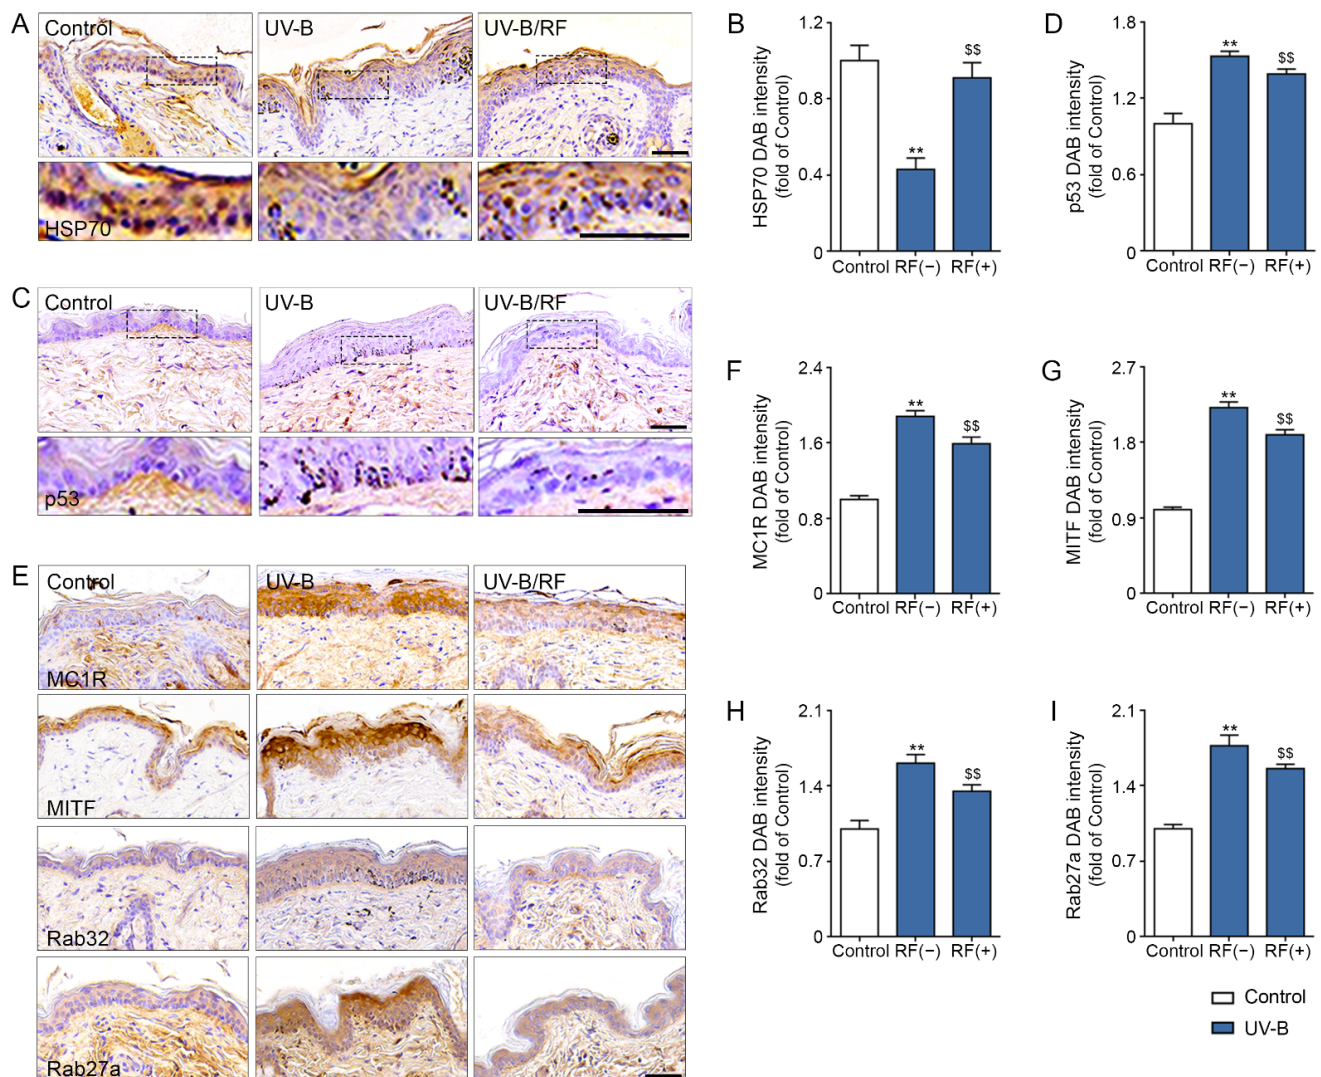 A
Control
UV-B
UV-B/RF
HSP70
B
HSP70 DAB intensity
(fold of Control)
1.2
0.8
0.4
0
**
$$
Control RF(−) RF(+)
D
p53 DAB intensity
(fold of Control)
1.8
1.2
0.6
0
**
$$
Control RF(−) RF(+)
C
Control
UV-B
UV-B/RF
p53
F
MC1R DAB intensity
(fold of Control)
2.4
1.6
0.8
0
**
$$
Control RF(−) RF(+)
G
MITF DAB intensity
(fold of Control)
2.7
1.8
0.9
0
**
$$
Control RF(−) RF(+)
E
Control
UV-B
UV-B/RF
MC1R
MITF
Rab32
Rab27a
H
Rab32 DAB intensity
(fold of Control)
2.1
1.4
0.7
0
**
$$
Control RF(−) RF(+)
I
Rab27a DAB intensity
(fold of Control)
2.1
1.4
0.7
0
**
$$
Control RF(−) RF(+)
Control
UV-B